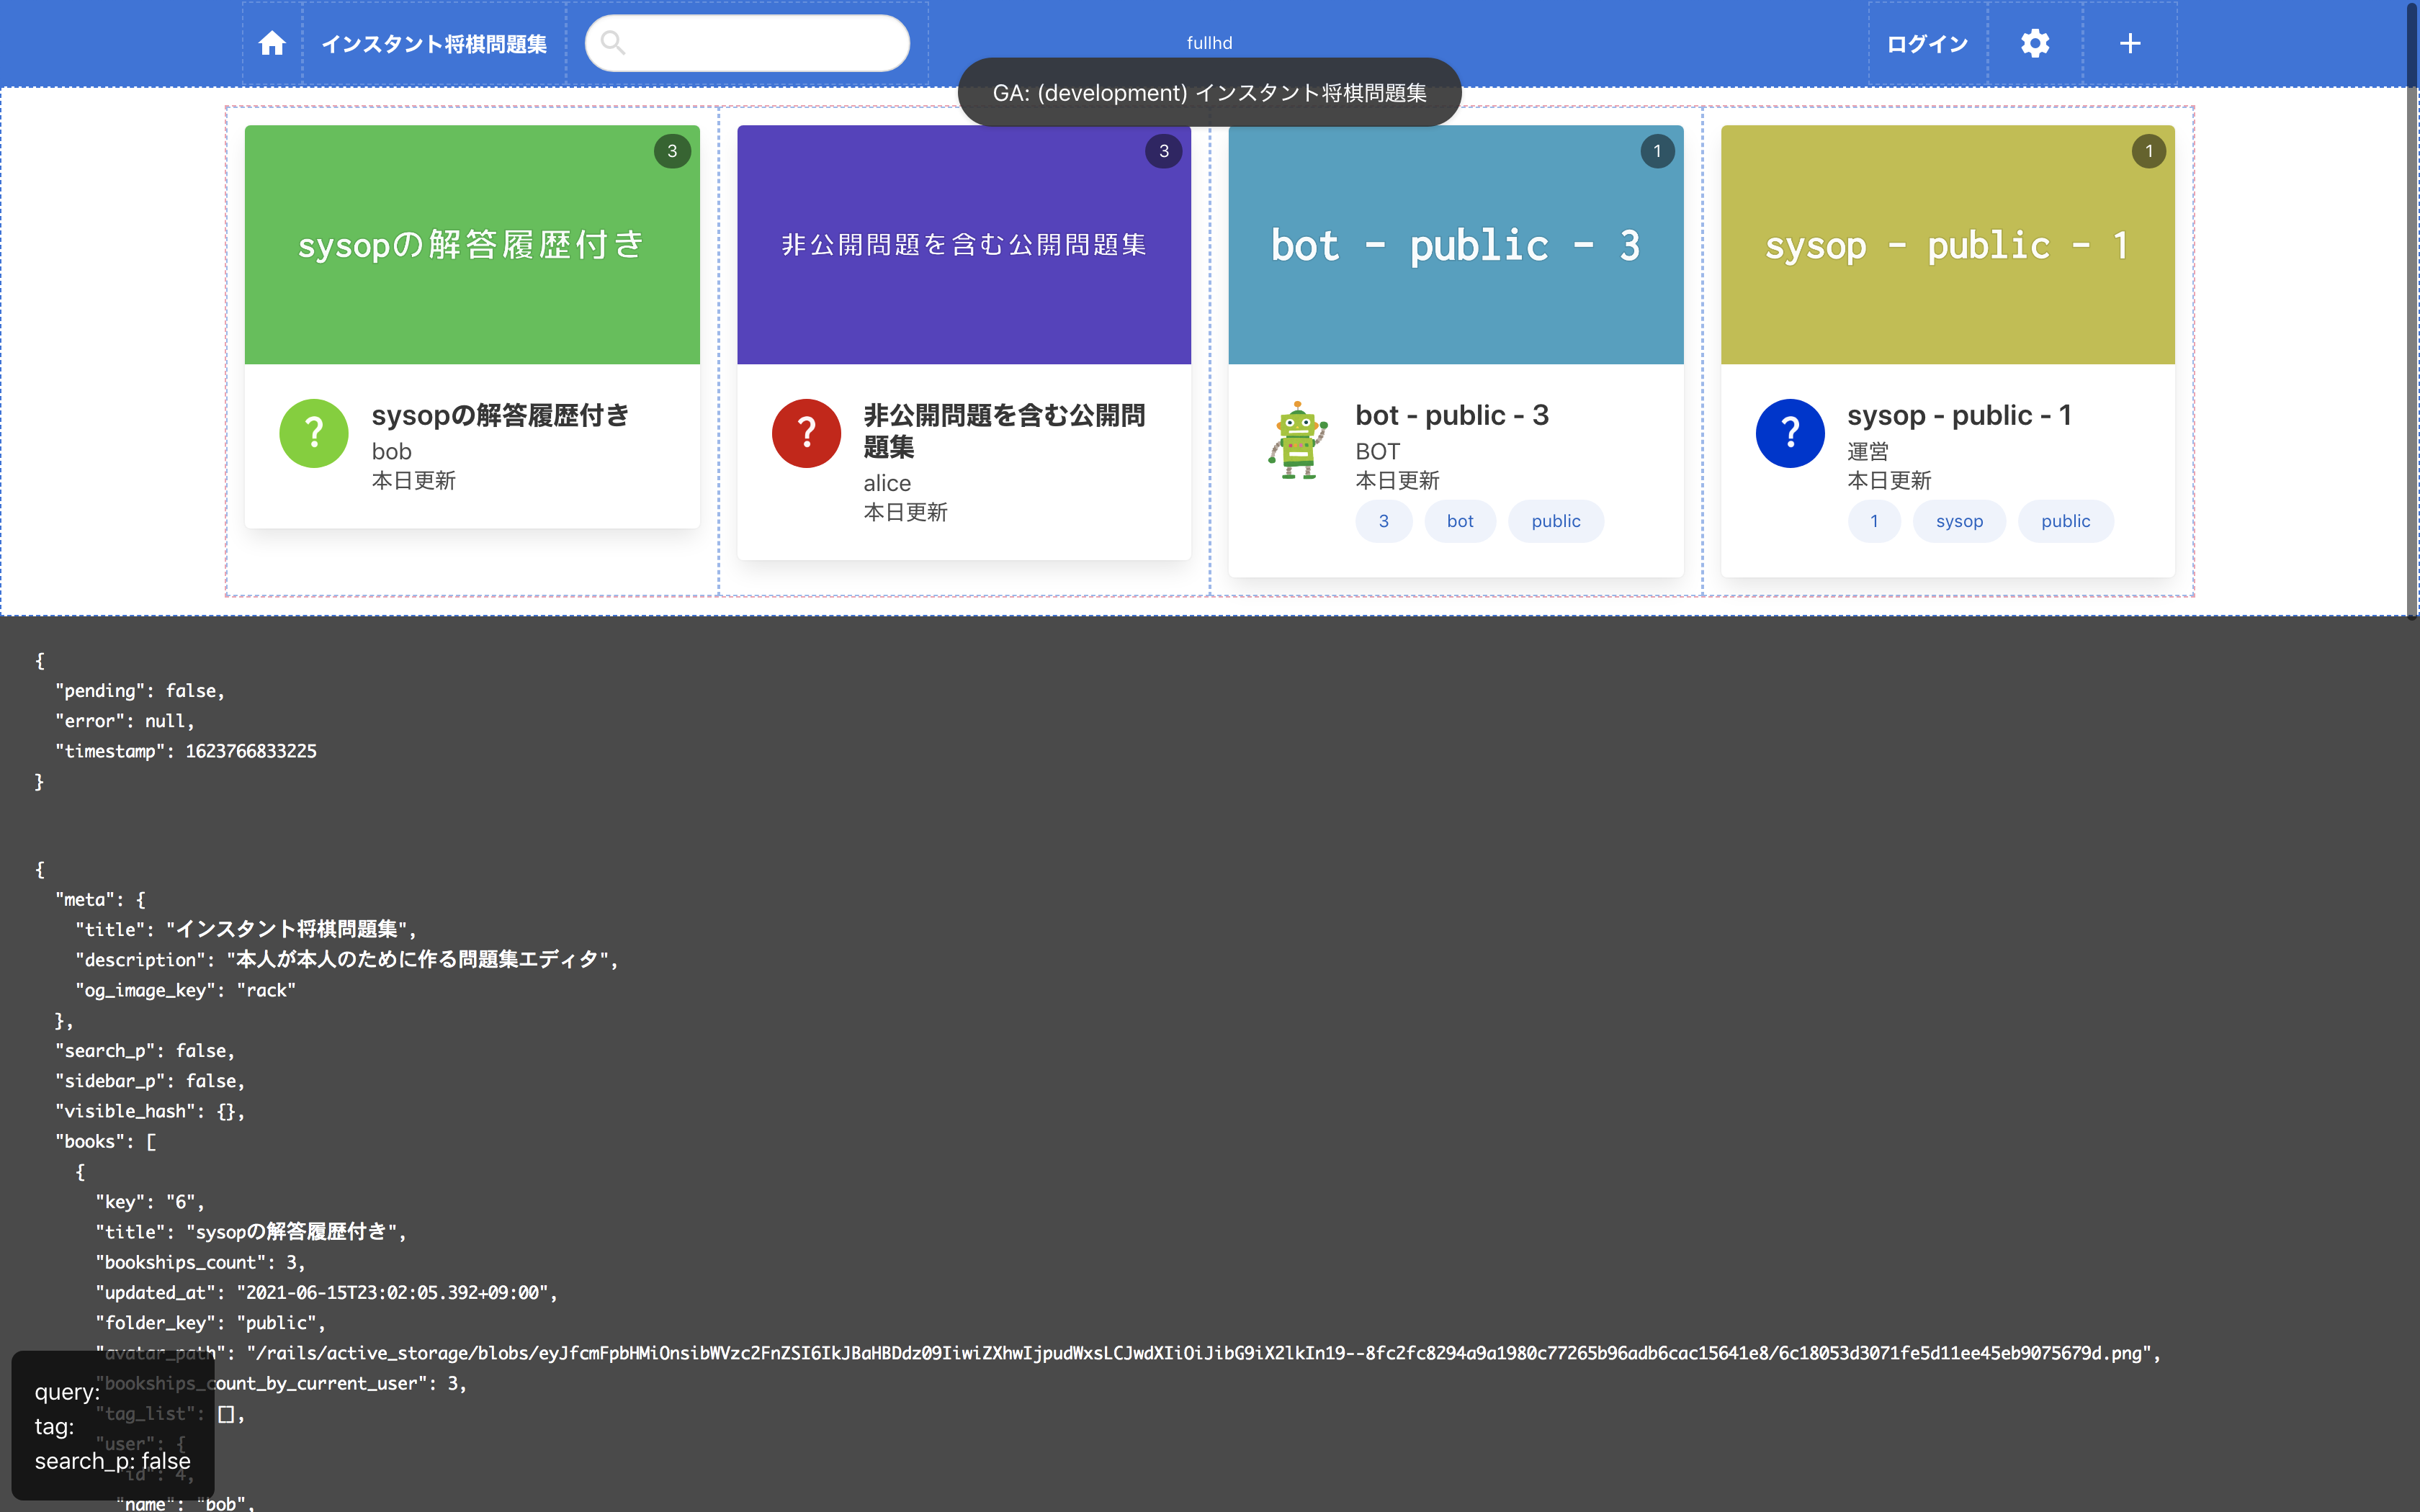 インスタント将棋問題集
fullhd
ログイン
GA: (development) インスタント将棋問題集
3
sysopの解答履歴付き
sysopの解答履歴付き
bob
本日更新
3
非公開問題を含む公開問題集
非公開問題を含む公開問
題集
alice
本日更新
1
bot - public - 3
bot - public - 3
BOT
本日更新
3 bot public
1
sysop - public - 1
sysop - public - 1
運営
本日更新
1 sysop public
{
"pending": false,
"error": null,
"timestamp": 1623766833225
}
{
"meta": {
"title": "インスタント将棋問題集",
"description": "本人が本人のために作る問題集エディタ",
"og_image_key": "rack"
},
"search_p": false,
"sidebar_p": false,
"visible_hash": {},
"books": [
{
"key": "6",
"title": "sysopの解答履歴付き",
"bookships_count": 3,
"updated_at": "2021-06-15T23:02:05.392+09:00",
"folder_key": "public",
"avatar_path": "/rails/active_storage/blobs/eyJfcmFpbHMiOnsibWVzc2FnZSI6IkJBaHBDdz09IiwiZXhwIjpudWxsLCJwdXIiOiJibG9iX2lkIn19--8fc2fc8294a9a1980c77265b96adb6cac15641e8/6c18053d3071fe5d11ee45eb9075679d.png",
"bookships_count_by_current_user": 3,
"tag_list": [],
"user": {
"id": 4,
"name": "bob",
query:
tag:
search_p: false